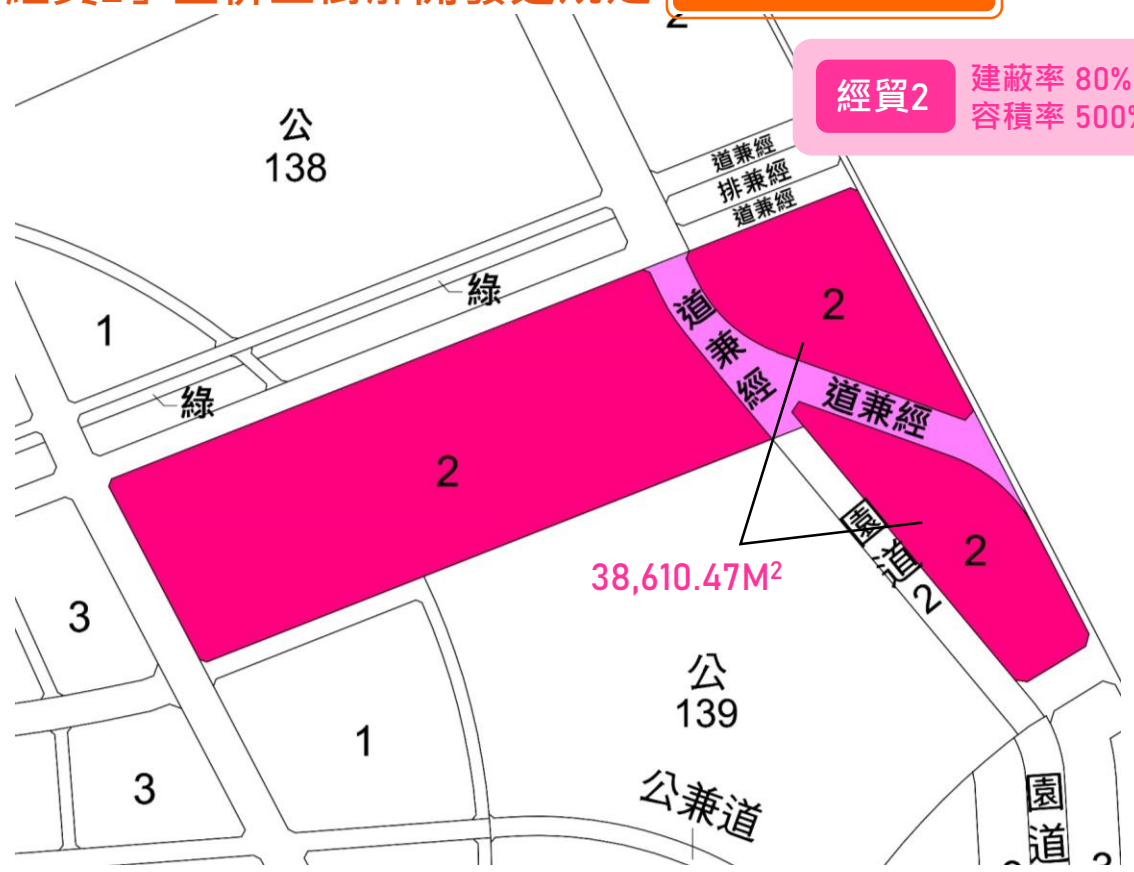 2
經貿2
建蔽率 80%
容積率 500%
公
138
道兼經
排兼經
道兼經
綠
2
1
道兼經
道兼經
綠
2
園道2
2
38,610.47M²
3
公
139
1
3
公兼道
園道